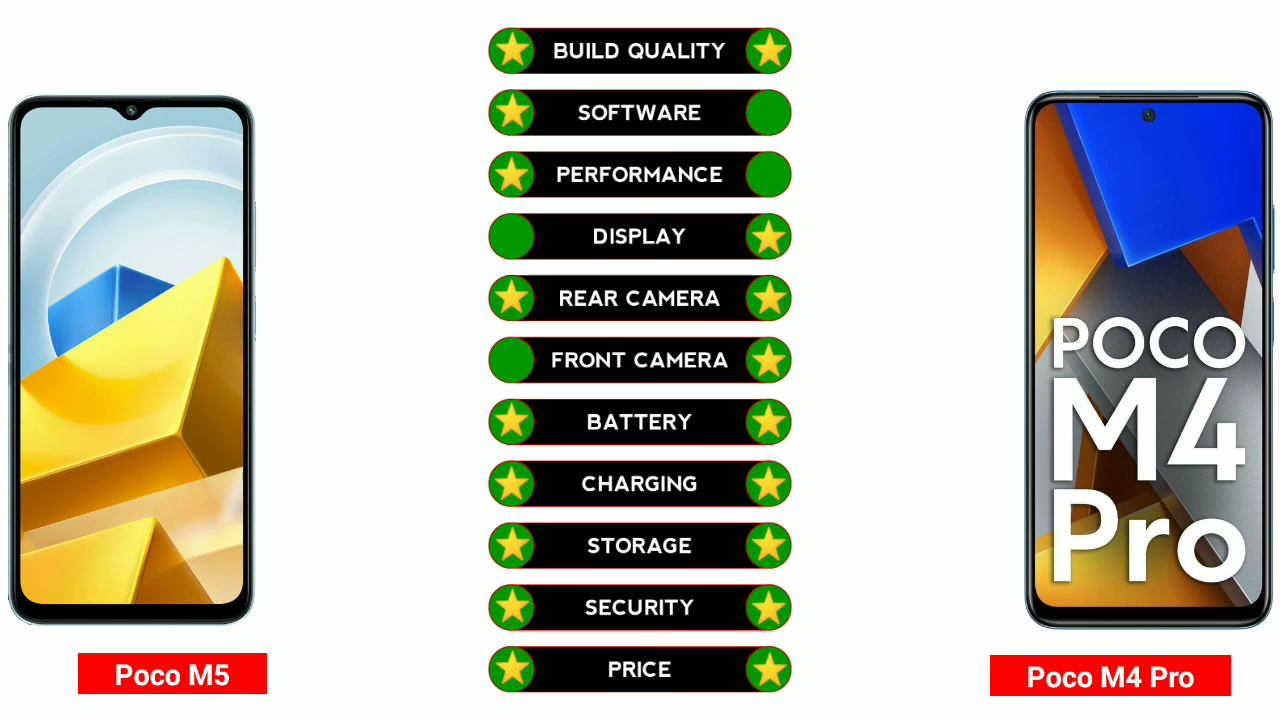 BUILD QUALITY
SOFTWARE
PERFORMANCE
DISPLAY
REAR CAMERA
FRONT CAMERA
BATTERY
CHARGING
STORAGE
SECURITY
PRICE
Poco M5
POCO
M4
Pro
Poco M4 Pro